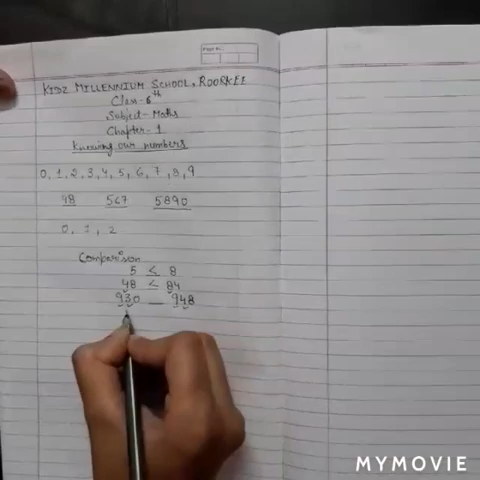 KIDZ MILLENNIUM SCHOOL, ROORKEE
Class-6th
Subject-Maths
Chapter-1
Knowing our numbers
0, 1, 2, 3, 4, 5, 6, 7, 8, 9
48 567 5890
0, 1, 2
Comparison
5 < 8
48 < 84
930 __ 948
MYMOVIE